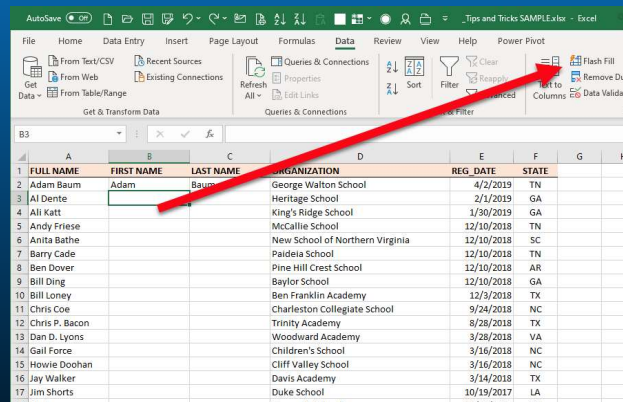 AutoSave Off _Tips and Tricks SAMPLE.xlsx - Excel
File Home Data Entry Insert Page Layout Formulas Data Review View Help Power Pivot
From Text/CSV Recent Sources Queries & Connections Clear Flash Fill
From Web Existing Connections Properties Reapply Remove Du
From Table/Range Edit Links Advanced Data Valida
Get Data Refresh All Sort Filter Text to Columns
Get & Transform Data Queries & Connections & Filter
B3 fx
A B C D E F G
1 FULL NAME FIRST NAME LAST NAME ORGANIZATION REG_DATE STATE
2 Adam Baum Adam Baum George Walton School 4/2/2019 TN
3 Al Dente Heritage School 2/1/2019 GA
4 Ali Katt King's Ridge School 1/30/2019 GA
5 Andy Friese McCallie School 12/10/2018 TN
6 Anita Bathe New School of Northern Virginia 12/10/2018 SC
7 Barry Cade Paideia School 12/10/2018 TN
8 Ben Dover Pine Hill Crest School 12/10/2018 AR
9 Bill Ding Baylor School 12/10/2018 GA
10 Bill Loney Ben Franklin Academy 12/3/2018 TX
11 Chris Coe Charleston Collegiate School 9/24/2018 NC
12 Chris P. Bacon Trinity Academy 8/28/2018 TX
13 Dan D. Lyons Woodward Academy 3/28/2018 VA
14 Gail Force Children's School 3/16/2018 NC
15 Howie Doohan Cliff Valley School 3/16/2018 NC
16 Jay Walker Davis Academy 3/14/2018 TX
17 Jim Shorts Duke School 10/19/2017 LA